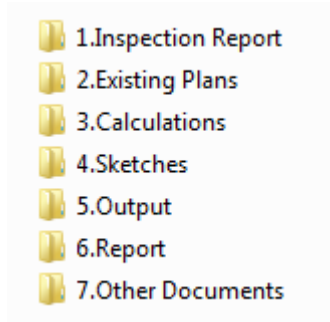 1.Inspection Report
2.Existing Plans
3.Calculations
4.Sketches
5.Output
6.Report
7.Other Documents